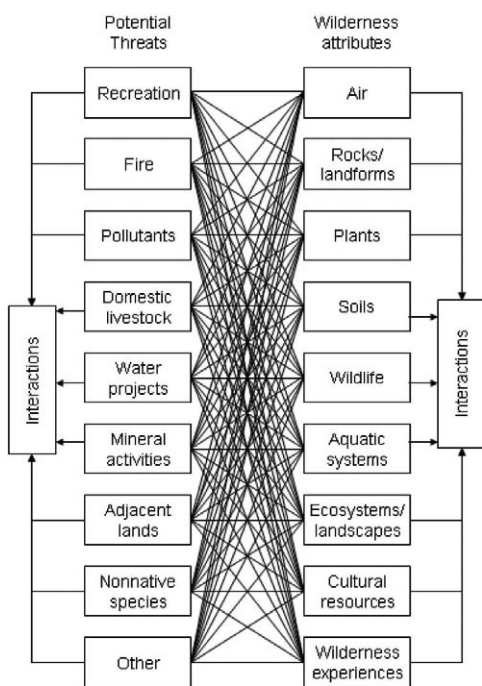 Potential
Threats
Wilderness
attributes
Recreation
Air
Fire
Rocks/
landforms
Pollutants
Plants
Domestic
livestock
Soils
Interactions
Water
projects
Wildlife
Interactions
Mineral
activities
Aquatic
systems
Adjacent
lands
Ecosystems/
landscapes
Nonnative
species
Cultural
resources
Other
Wilderness
experiences